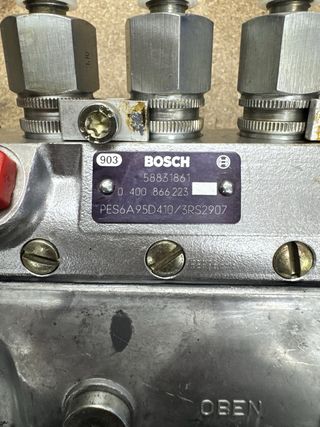 903 BOSCH
58831861
0 400 866 223
PES6A95D410/3RS2907
OBEN